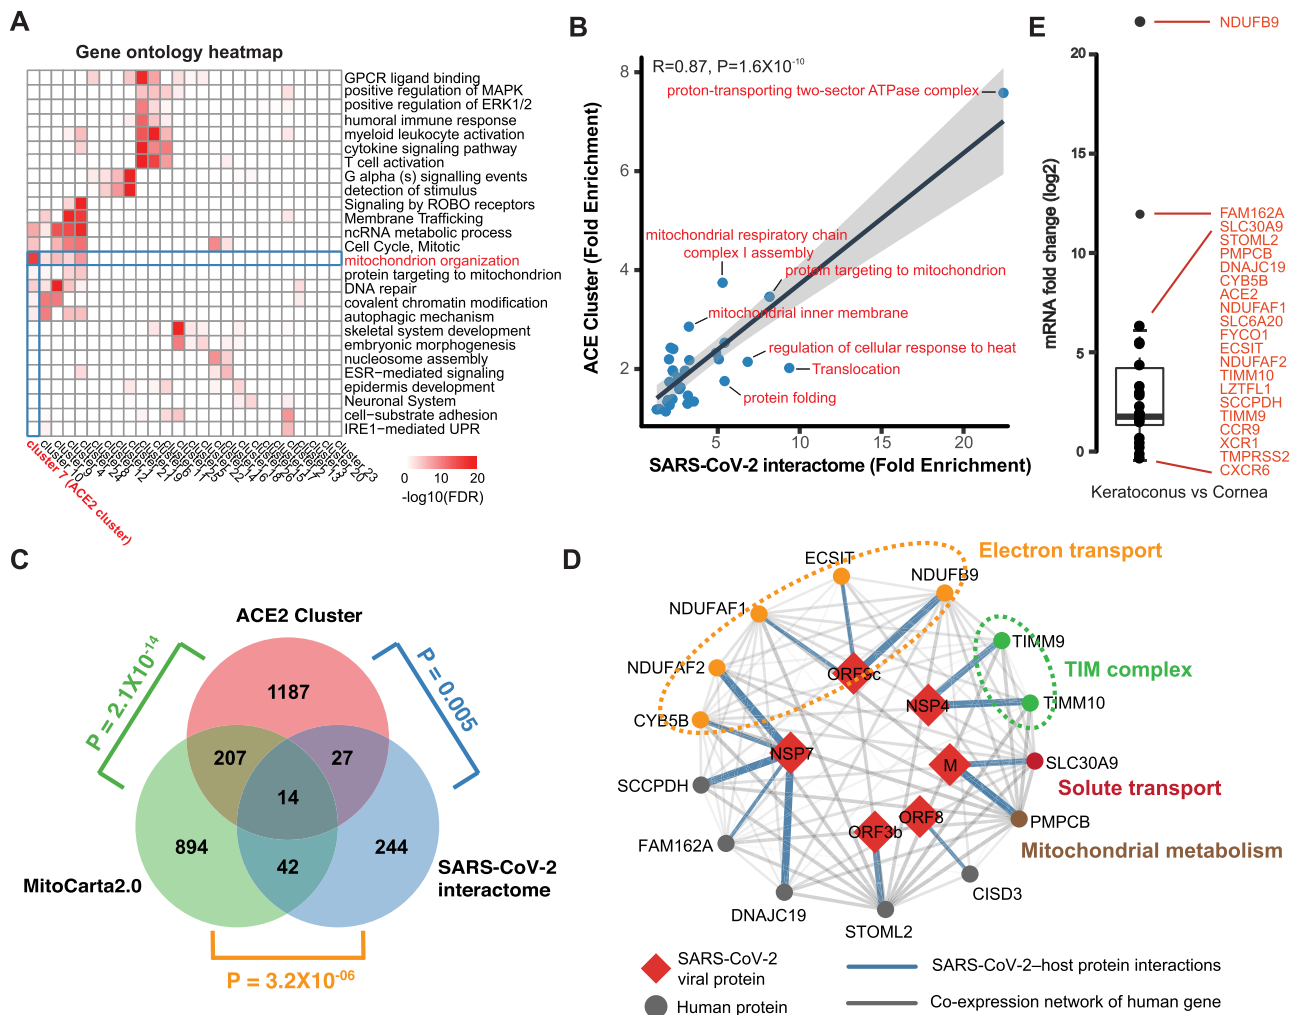 A
Gene ontology heatmap
GPCR ligand binding
positive regulation of MAPK
positive regulation of ERK1/2
humoral immune response
myeloid leukocyte activation
cytokine signaling pathway
T cell activation
G alpha (s) signalling events
detection of stimulus
Signaling by ROBO receptors
Membrane Trafficking
ncRNA metabolic process
Cell Cycle, Mitotic
mitochondrion organization
protein targeting to mitochondrion
DNA repair
covalent chromatin modification
autophagic mechanism
skeletal system development
embryonic morphogenesis
nucleosome assembly
ESR-mediated signaling
epidermis development
Neuronal System
cell-substrate adhesion
IRE1-mediated UPR
cluster 7 (ACE2 cluster)
cluster 10
0 10 20
-log10(FDR)
B
ACE Cluster (Fold Enrichment)
8
6
4
2
R=0.87, P=1.6X10-10
proton-transporting two-sector ATPase complex
mitochondrial respiratory chain
complex I assembly
protein targeting to mitochondrion
mitochondrial inner membrane
regulation of cellular response to heat
Translocation
protein folding
5 10 15 20
SARS-CoV-2 interactome (Fold Enrichment)
E
mRNA fold change (log2)
20
15
10
5
0
NDUFB9
FAM162A
SLC30A9
STOML2
PMPCB
DNAJC19
CYB5B
ACE2
NDUFAF1
SLC6A20
FYCO1
ECSIT
NDUFAF2
TIMM10
LZTFL1
SCCPDH
TIMM9
CCR9
XCR1
TMPRSS2
CXCR6
Keratoconus vs Cornea
C
ACE2 Cluster
P = 2.1X10-14
P = 0.005
1187
207
27
14
894
42
244
MitoCarta2.0
SARS-CoV-2
interactome
P = 3.2X10-06
D
Electron transport
ECSIT
NDUFB9
NDUFAF1
NDUFAF2
CYB5B
ORF9c
TIMM9
TIM complex
TIMM10
NSP4
NSP7
M
SLC30A9
Solute transport
SCCPDH
ORF3b
ORF8
PMPCB
Mitochondrial metabolism
FAM162A
CISD3
DNAJC19
STOML2
SARS-CoV-2
viral protein
Human protein
SARS-CoV-2–host protein interactions
Co-expression network of human gene